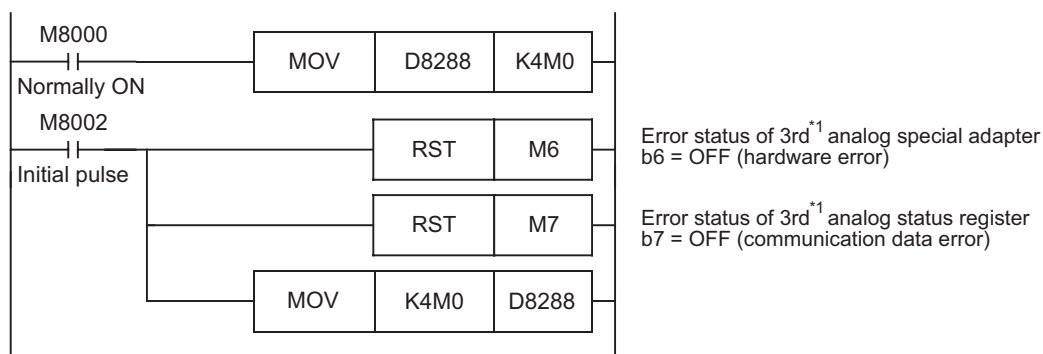 M8000
MOV D8288 K4M0
Normally ON
M8002
RST M6
Initial pulse
Error status of 3rd*1 analog special adapter
b6 = OFF (hardware error)
RST M7
Error status of 3rd*1 analog status register
b7 = OFF (communication data error)
MOV K4M0 D8288